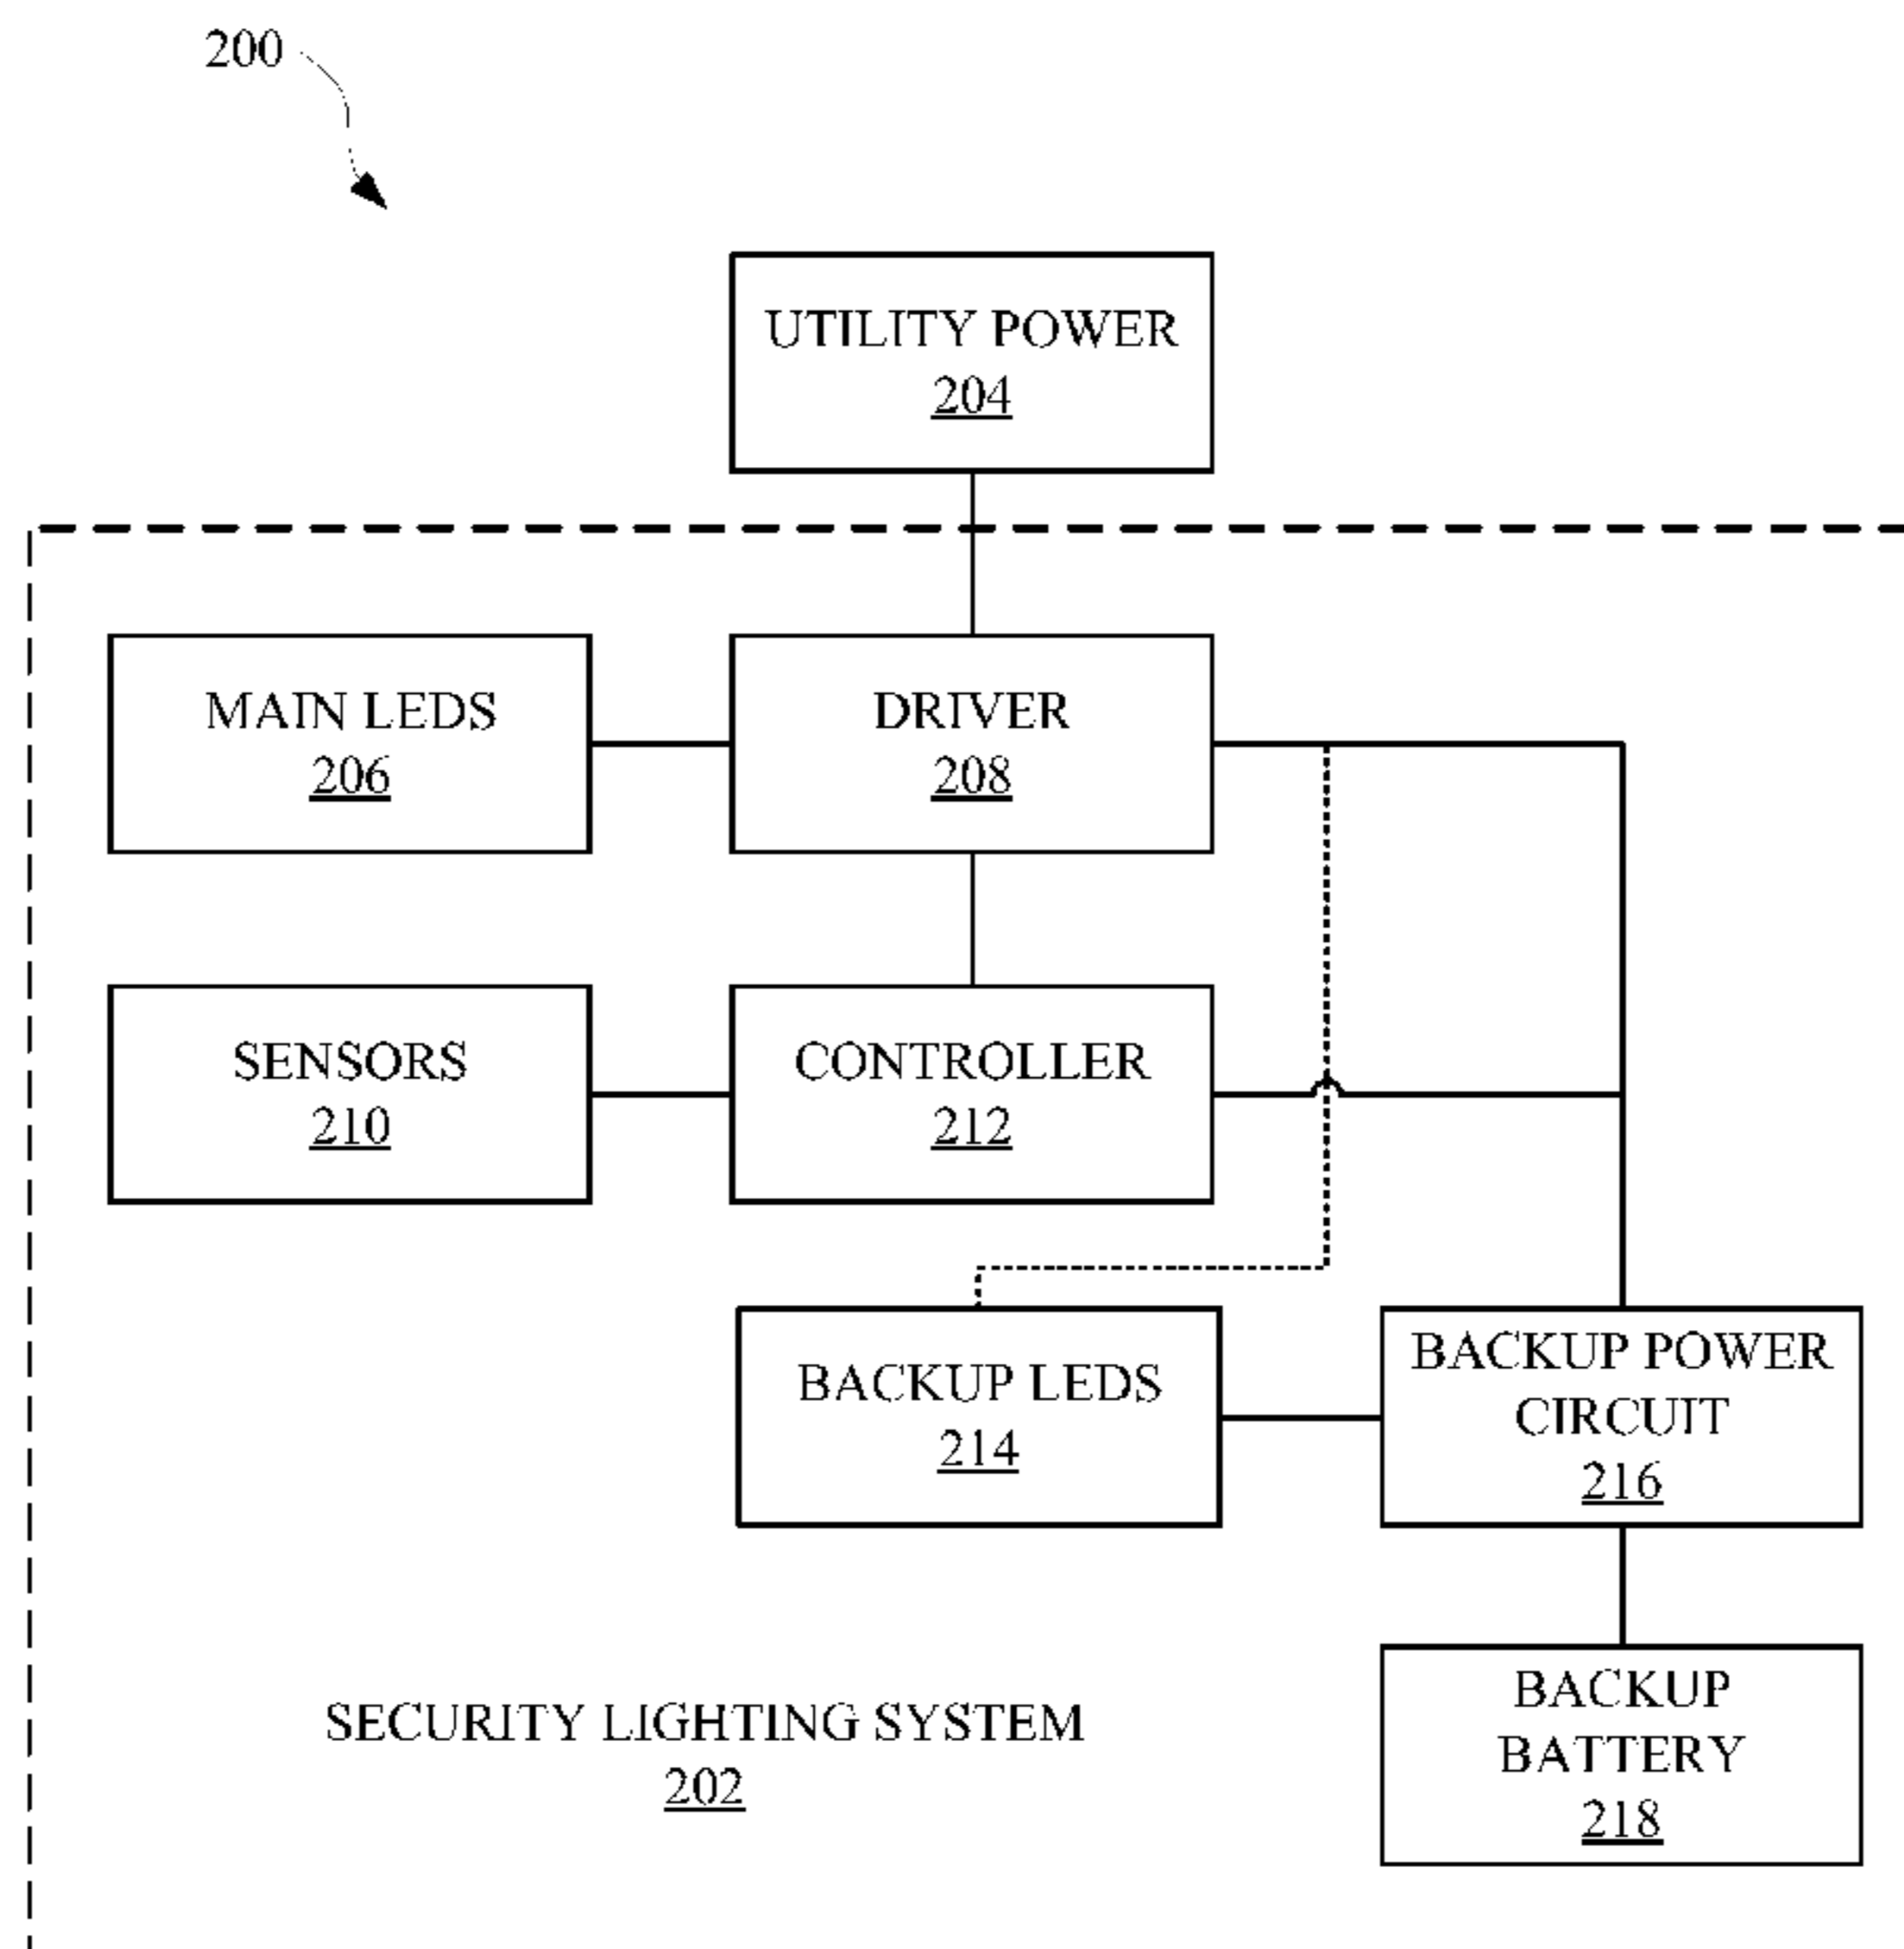 200
UTILITY POWER
204
MAIN LEDS
206
DRIVER
208
SENSORS
210
CONTROLLER
212
BACKUP LEDS
214
BACKUP POWER
CIRCUIT
216
BACKUP
BATTERY
218
SECURITY LIGHTING SYSTEM
202